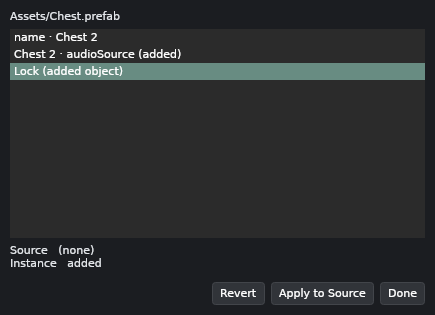 Assets/Chest.prefab
name · Chest 2
Chest 2 · audioSource (added)
Lock (added object)
Source (none)
Instance added
Revert Apply to Source Done